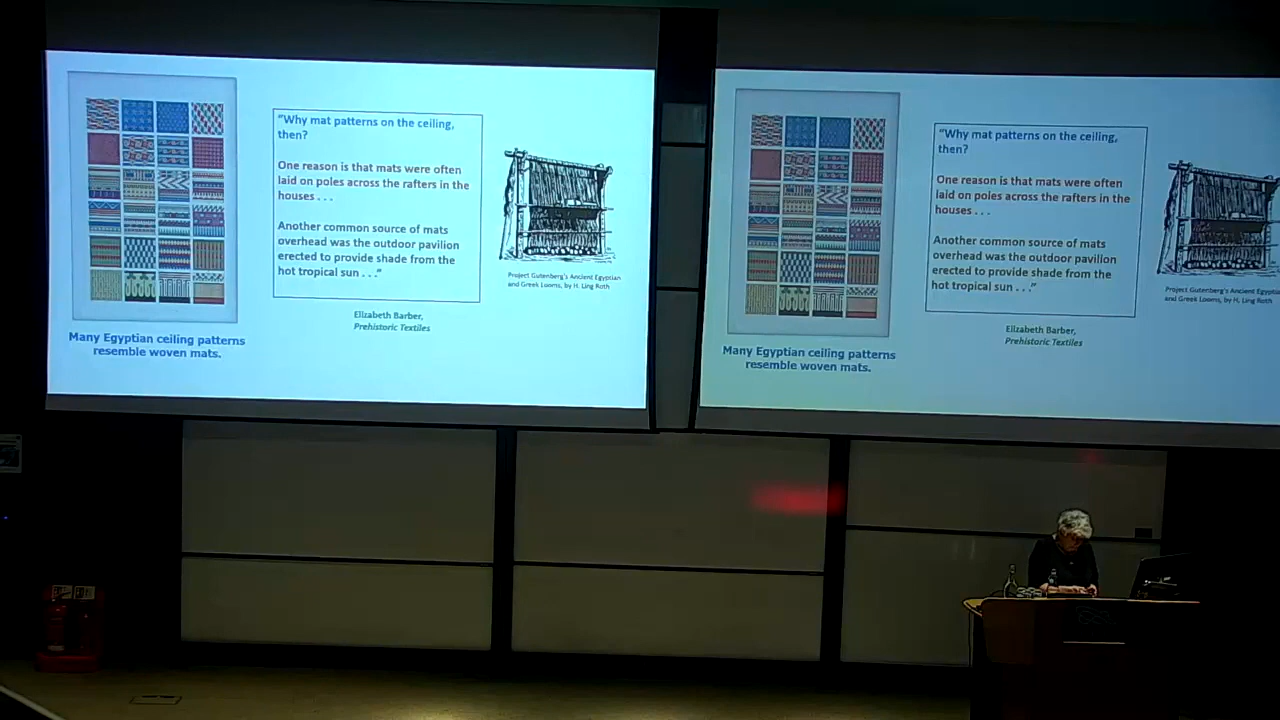 "Why mat patterns on the ceiling,
then?
One reason is that mats were often
laid on poles across the rafters in the
houses . . .
Another common source of mats
overhead was the outdoor pavilion
erected to provide shade from the
hot tropical sun . . ."
Elizabeth Barber,
Prehistoric Textiles
Many Egyptian ceiling patterns
resemble woven mats.
Project Gutenberg's Ancient Egyptian
and Greek Looms, by H. Ling Roth
"Why mat patterns on the ceiling,
then?
One reason is that mats were often
laid on poles across the rafters in the
houses . . .
Another common source of mats
overhead was the outdoor pavilion
erected to provide shade from the
hot tropical sun . . ."
Elizabeth Barber,
Prehistoric Textiles
Many Egyptian ceiling patterns
resemble woven mats.
Project Gutenberg's Ancient Egyptia
and Greek Looms, by H. Ling Roth